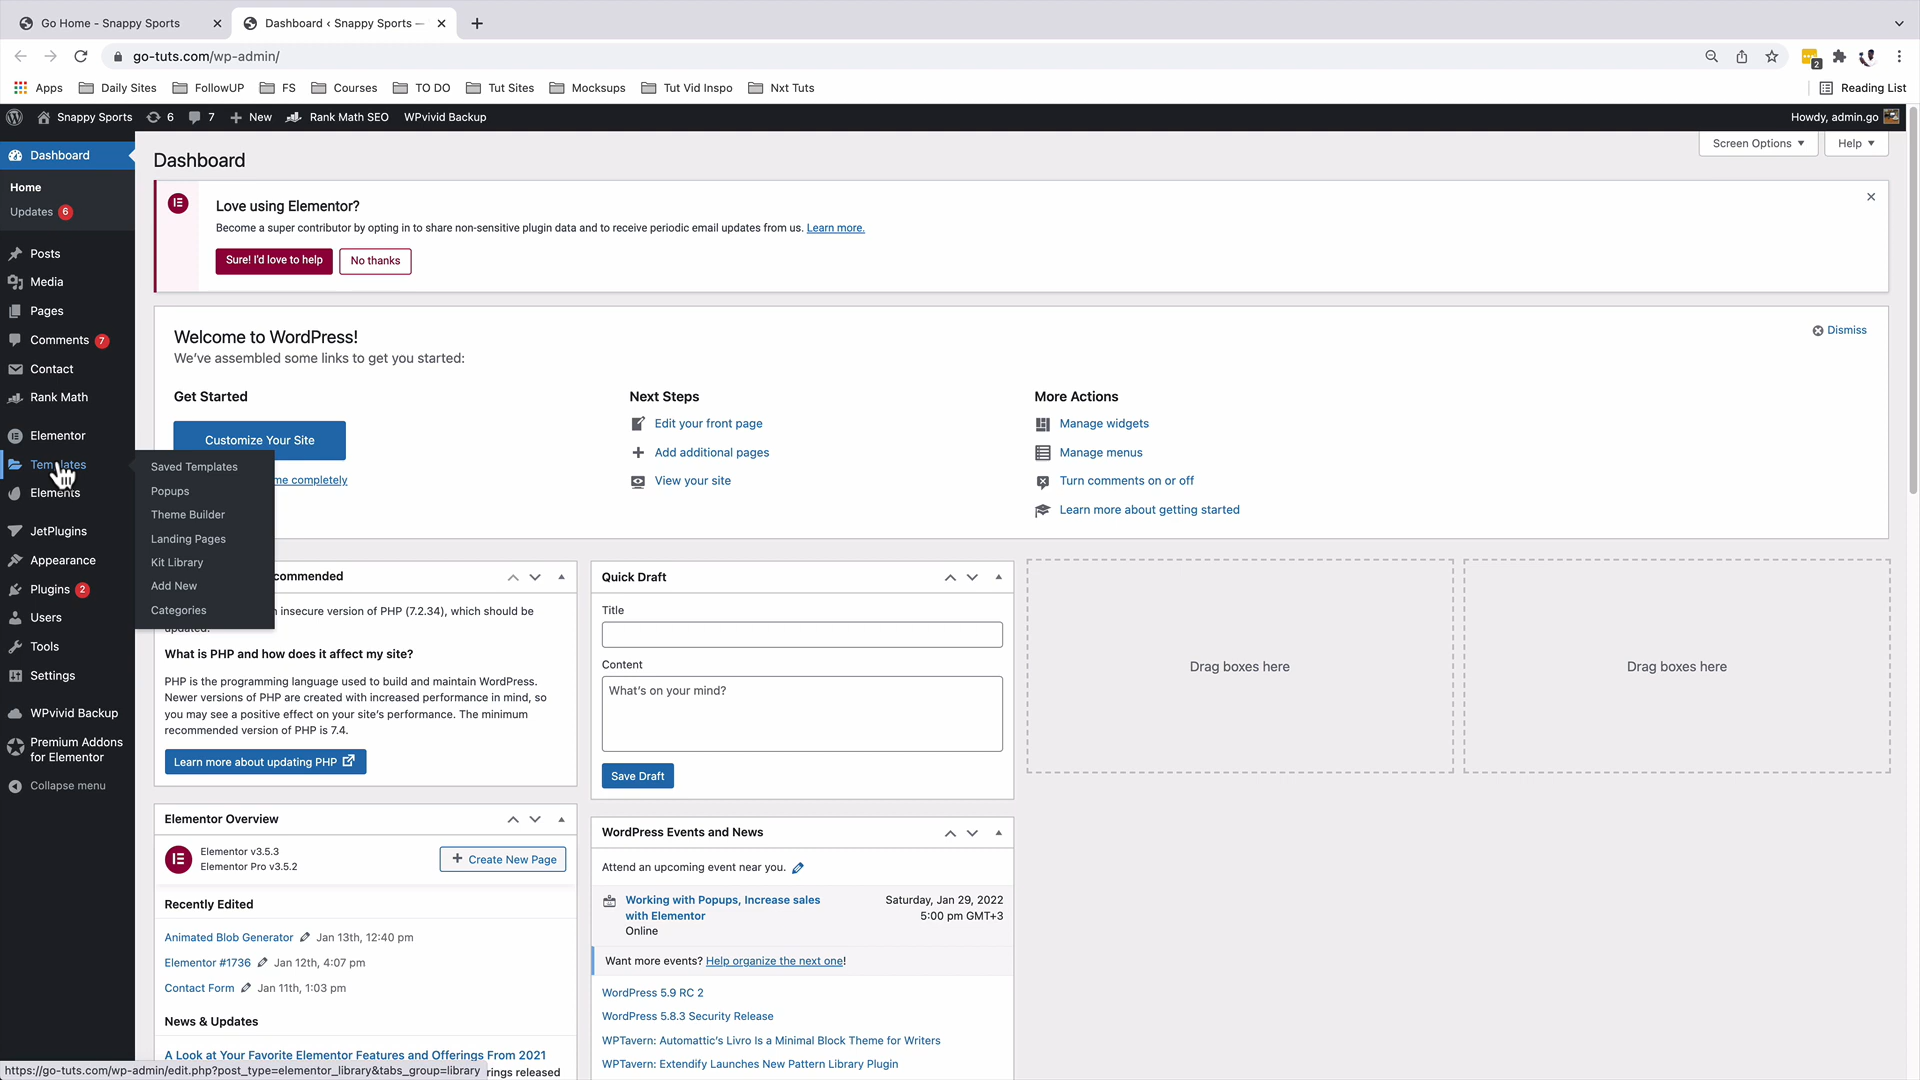 Go Home - Snappy Sports
Dashboard ‹ Snappy Sports —
go-tuts.com/wp-admin/
2
Apps
Daily Sites
FollowUP
FS
Courses
TO DO
Tut Sites
Mocksups
Tut Vid Inspo
Nxt Tuts
Reading List
Snappy Sports
6
7
New
Rank Math SEO
WPvivid Backup
Howdy, admin.go
Dashboard
Home
Updates 6
Posts
Media
Pages
Comments 7
Contact
Rank Math
Elementor
Templates
Elements
JetPlugins
Appearance
Plugins 2
Users
Tools
Settings
WPvivid Backup
Premium Addons
for Elementor
Collapse menu
Saved Templates
Popups
Theme Builder
Landing Pages
Kit Library
Add New
Categories
Dashboard
Screen Options
Help
Love using Elementor?
Become a super contributor by opting in to share non-sensitive plugin data and to receive periodic email updates from us. Learn more.
Sure! I'd love to help
No thanks
Welcome to WordPress!
We've assembled some links to get you started:
Dismiss
Get Started
Customize Your Site
me completely
Next Steps
Edit your front page
Add additional pages
View your site
More Actions
Manage widgets
Manage menus
Turn comments on or off
Learn more about getting started
commended
insecure version of PHP (7.2.34), which should be
updated.
What is PHP and how does it affect my site?
PHP is the programming language used to build and maintain WordPress.
Newer versions of PHP are created with increased performance in mind, so
you may see a positive effect on your site's performance. The minimum
recommended version of PHP is 7.4.
Learn more about updating PHP
Elementor Overview
Elementor v3.5.3
Elementor Pro v3.5.2
Create New Page
Recently Edited
Animated Blob Generator Jan 13th, 12:40 pm
Elementor #1736 Jan 12th, 4:07 pm
Contact Form Jan 11th, 1:03 pm
News & Updates
A Look at Your Favorite Elementor Features and Offerings From 2021
rings released
Quick Draft
Title
Content
What's on your mind?
Save Draft
WordPress Events and News
Attend an upcoming event near you.
Working with Popups, Increase sales
with Elementor
Online
Saturday, Jan 29, 2022
5:00 pm GMT+3
Want more events? Help organize the next one!
WordPress 5.9 RC 2
WordPress 5.8.3 Security Release
WPTavern: Automattic's Livro Is a Minimal Block Theme for Writers
WPTavern: Extendify Launches New Pattern Library Plugin
Drag boxes here
Drag boxes here
https://go-tuts.com/wp-admin/edit.php?post_type=elementor_library&tabs_group=library